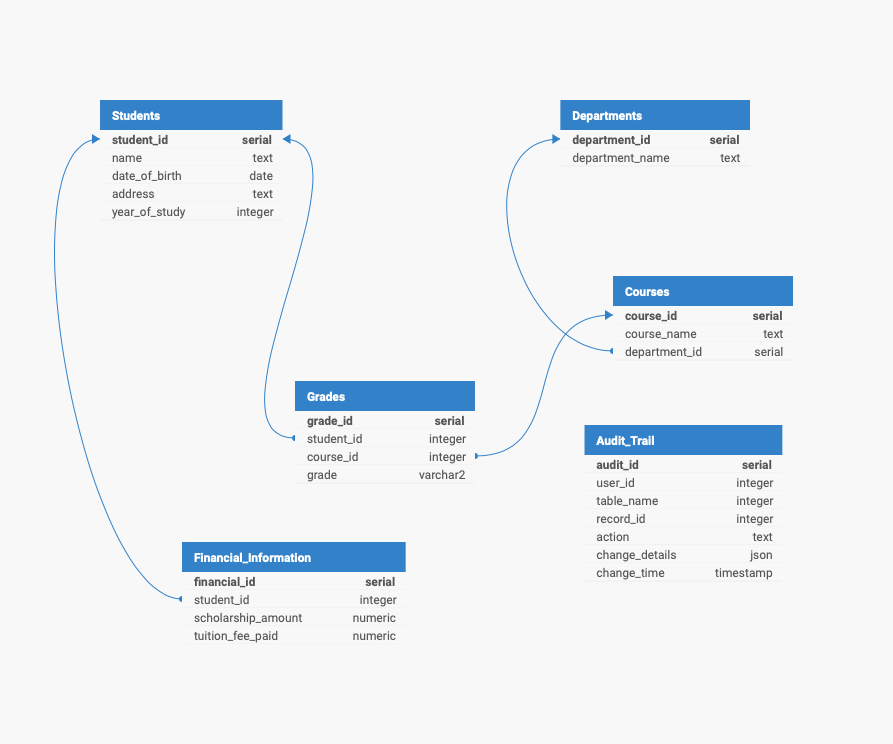 Students
student_id serial
name text
date_of_birth date
address text
year_of_study integer
Departments
department_id serial
department_name text
Courses
course_id serial
course_name text
department_id serial
Grades
grade_id serial
student_id integer
course_id integer
grade varchar2
Audit_Trail
audit_id serial
user_id integer
table_name integer
record_id integer
action text
change_details json
change_time timestamp
Financial_Information
financial_id serial
student_id integer
scholarship_amount numeric
tuition_fee_paid numeric